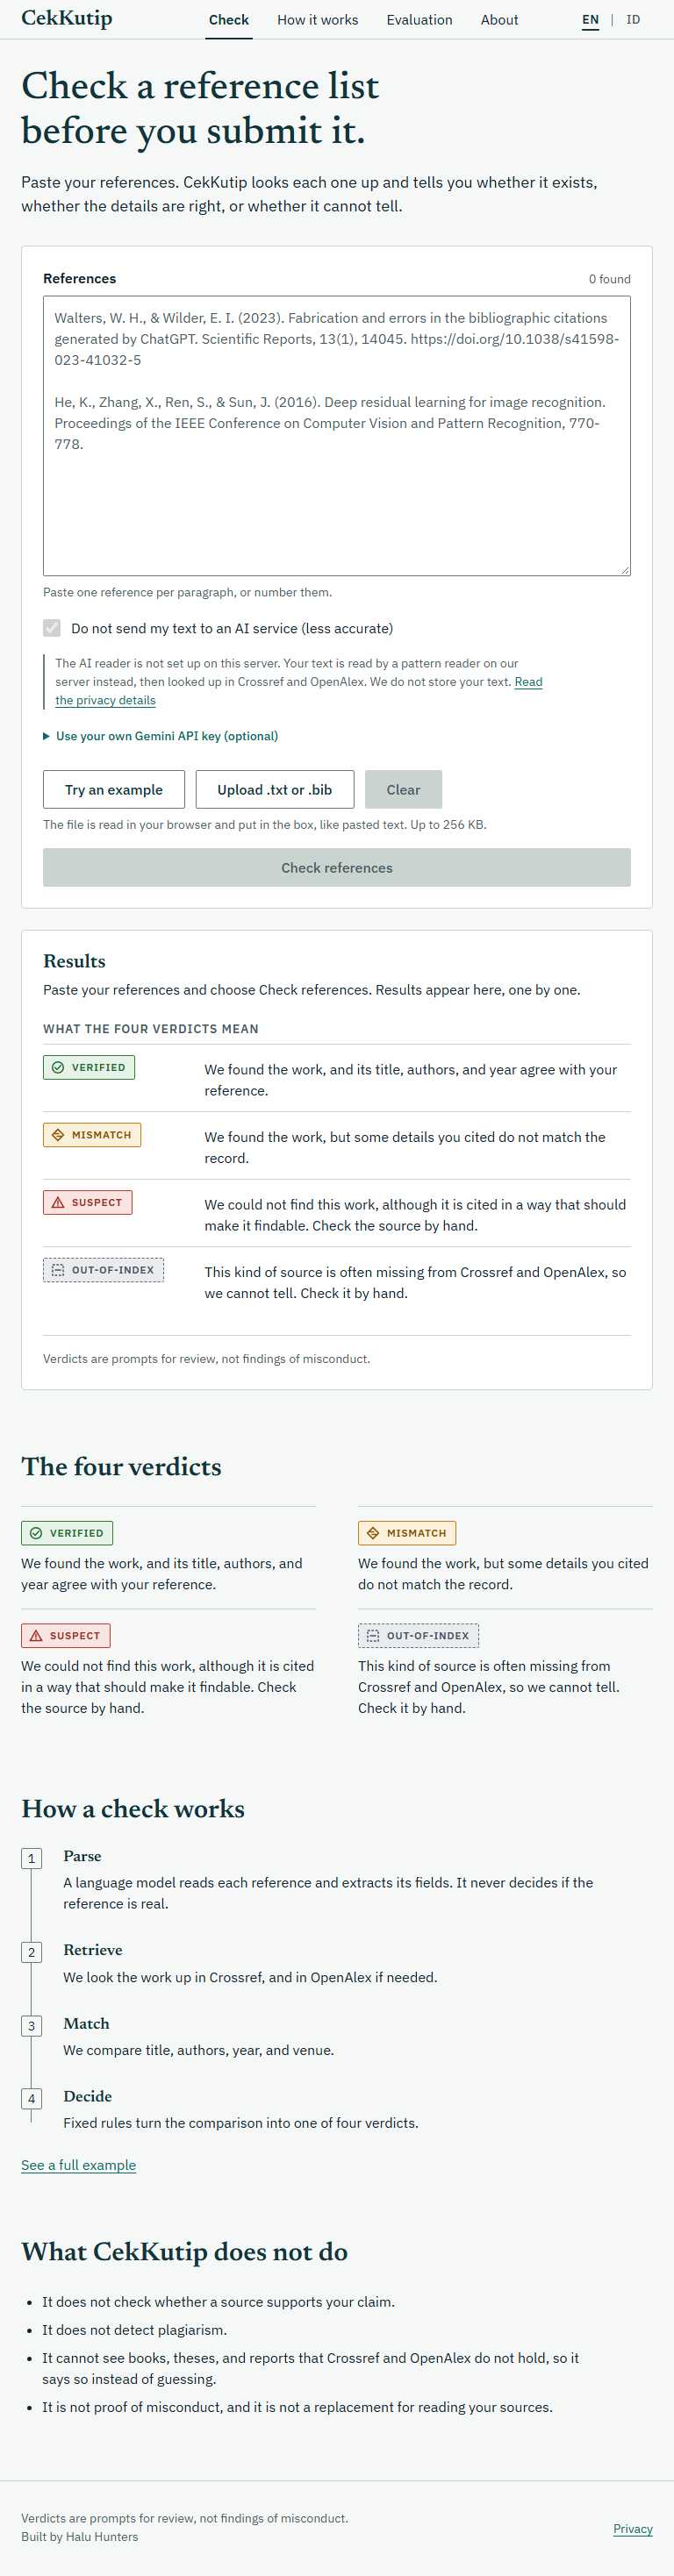 CekKutip
Check
How it works
Evaluation
About
EN | ID
Check a reference list
before you submit it.
Paste your references. CekKutip looks each one up and tells you whether it exists,
whether the details are right, or whether it cannot tell.
References
0 found
Walters, W. H., & Wilder, E. I. (2023). Fabrication and errors in the bibliographic citations
generated by ChatGPT. Scientific Reports, 13(1), 14045. https://doi.org/10.1038/s41598-
023-41032-5
He, K., Zhang, X., Ren, S., & Sun, J. (2016). Deep residual learning for image recognition.
Proceedings of the IEEE Conference on Computer Vision and Pattern Recognition, 770-
778.
Paste one reference per paragraph, or number them.
Do not send my text to an AI service (less accurate)
The AI reader is not set up on this server. Your text is read by a pattern reader on our
server instead, then looked up in Crossref and OpenAlex. We do not store your text. Read
the privacy details
Use your own Gemini API key (optional)
Try an example
Upload .txt or .bib
Clear
The file is read in your browser and put in the box, like pasted text. Up to 256 KB.
Check references
Results
Paste your references and choose Check references. Results appear here, one by one.
WHAT THE FOUR VERDICTS MEAN
VERIFIED
We found the work, and its title, authors, and year agree with your
reference.
MISMATCH
We found the work, but some details you cited do not match the
record.
SUSPECT
We could not find this work, although it is cited in a way that should
make it findable. Check the source by hand.
OUT-OF-INDEX
This kind of source is often missing from Crossref and OpenAlex, so
we cannot tell. Check it by hand.
Verdicts are prompts for review, not findings of misconduct.
The four verdicts
VERIFIED
We found the work, and its title, authors, and
year agree with your reference.
MISMATCH
We found the work, but some details you cited
do not match the record.
SUSPECT
We could not find this work, although it is cited
in a way that should make it findable. Check
the source by hand.
OUT-OF-INDEX
This kind of source is often missing from
Crossref and OpenAlex, so we cannot tell.
Check it by hand.
How a check works
1
Parse
A language model reads each reference and extracts its fields. It never decides if the
reference is real.
2
Retrieve
We look the work up in Crossref, and in OpenAlex if needed.
3
Match
We compare title, authors, year, and venue.
4
Decide
Fixed rules turn the comparison into one of four verdicts.
See a full example
What CekKutip does not do
• It does not check whether a source supports your claim.
• It does not detect plagiarism.
• It cannot see books, theses, and reports that Crossref and OpenAlex do not hold, so it
says so instead of guessing.
• It is not proof of misconduct, and it is not a replacement for reading your sources.
Verdicts are prompts for review, not findings of misconduct.
Built by Halu Hunters
Privacy